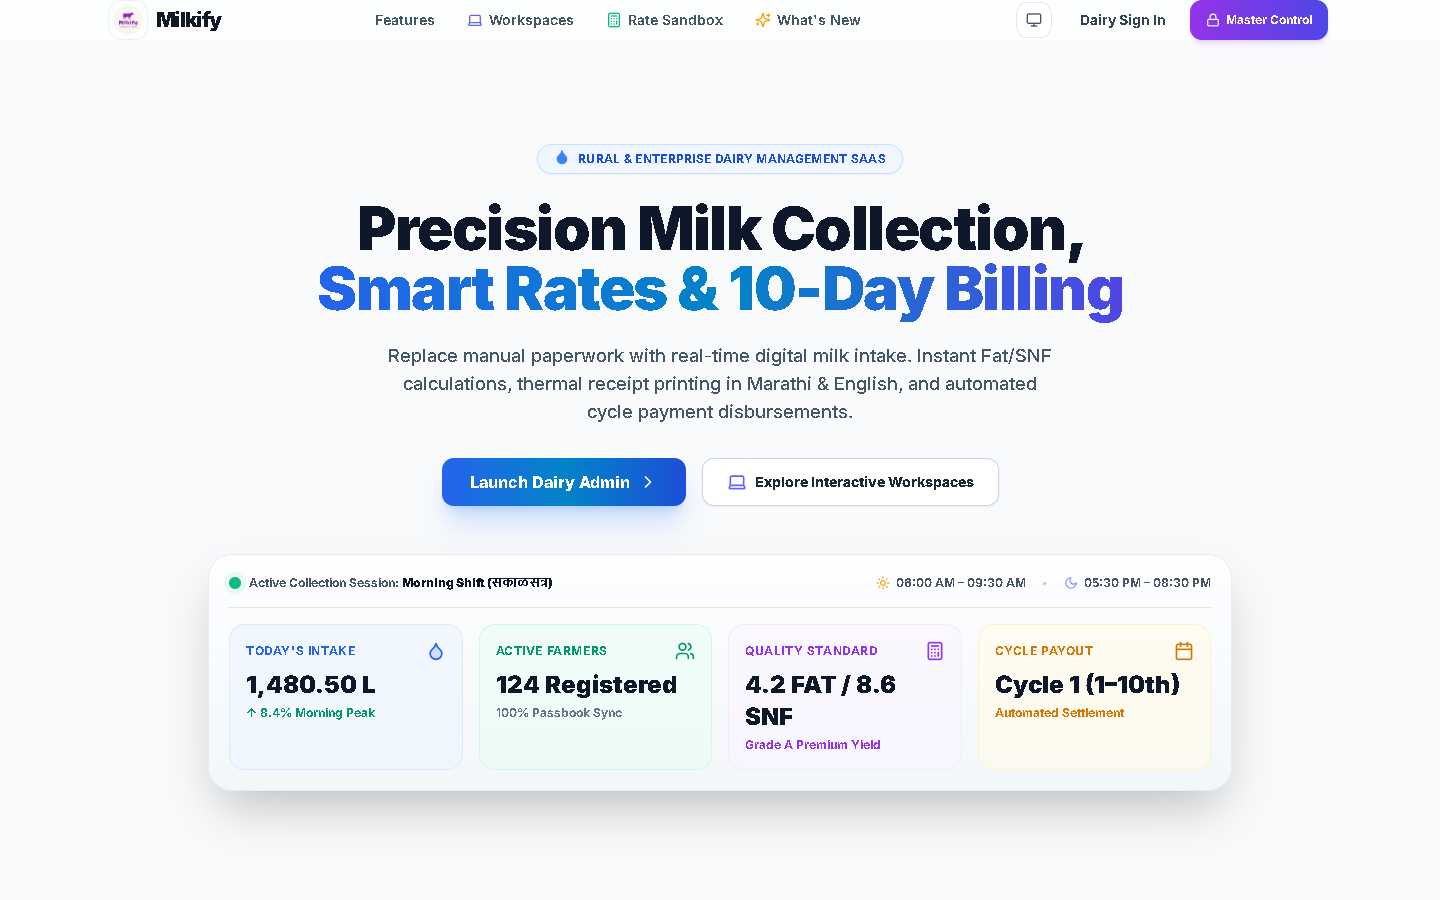 Milkify
Features
Workspaces
Rate Sandbox
What's New
Dairy Sign In
Master Control
RURAL & ENTERPRISE DAIRY MANAGEMENT SAAS
Precision Milk Collection,
Smart Rates & 10-Day Billing
Replace manual paperwork with real-time digital milk intake. Instant Fat/SNF
calculations, thermal receipt printing in Marathi & English, and automated
cycle payment disbursements.
Launch Dairy Admin
Explore Interactive Workspaces
Active Collection Session: Morning Shift (सकाळसत्र)
06:00 AM – 09:30 AM • 05:30 PM – 08:30 PM
TODAY'S INTAKE
1,480.50 L
↑ 8.4% Morning Peak
ACTIVE FARMERS
124 Registered
100% Passbook Sync
QUALITY STANDARD
4.2 FAT / 8.6
SNF
Grade A Premium Yield
CYCLE PAYOUT
Cycle 1 (1–10th)
Automated Settlement